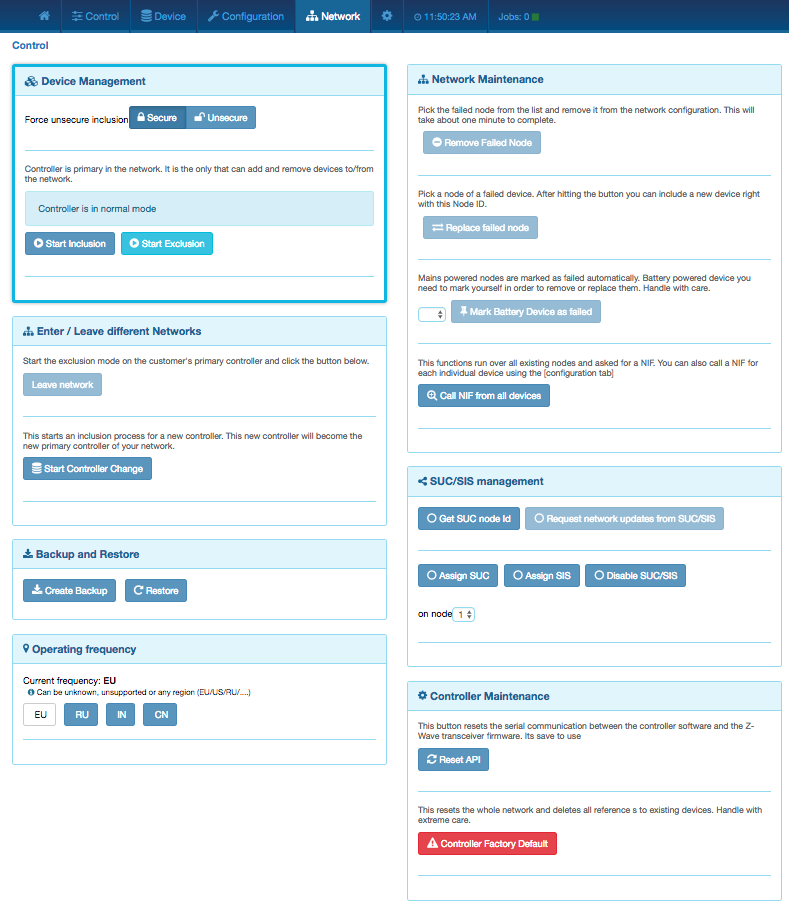 Control Device Configuration Network 11:50:23 AM Jobs: 0
Control
Device Management
Force unsecure inclusion Secure Unsecure
Controller is primary in the network. It is the only that can add and remove devices to/from
the network.
Controller is in normal mode
Start Inclusion Start Exclusion
Enter / Leave different Networks
Start the exclusion mode on the customer's primary controller and click the button below.
Leave network
This starts an inclusion process for a new controller. This new controller will become the
new primary controller of your network.
Start Controller Change
Backup and Restore
Create Backup Restore
Operating frequency
Current frequency: EU
Can be unknown, unsupported or any region (EU/US/RU/....)
EU RU IN CN
Network Maintenance
Pick the failed node from the list and remove it from the network configuration. This will
take about one minute to complete.
Remove Failed Node
Pick a node of a failed device. After hitting the button you can include a new device right
with this Node ID.
Replace failed node
Mains powered nodes are marked as failed automatically. Battery powered device you
need to mark yourself in order to remove or replace them. Handle with care.
Mark Battery Device as failed
This functions run over all existing nodes and asked for a NIF. You can also call a NIF for
each individual device using the [configuration tab]
Call NIF from all devices
SUC/SIS management
Get SUC node Id Request network updates from SUC/SIS
Assign SUC Assign SIS Disable SUC/SIS
on node 1
Controller Maintenance
This button resets the serial communication between the controller software and the Z-
Wave transceiver firmware. Its save to use
Reset API
This resets the whole network and deletes all reference s to existing devices. Handle with
extreme care.
Controller Factory Default